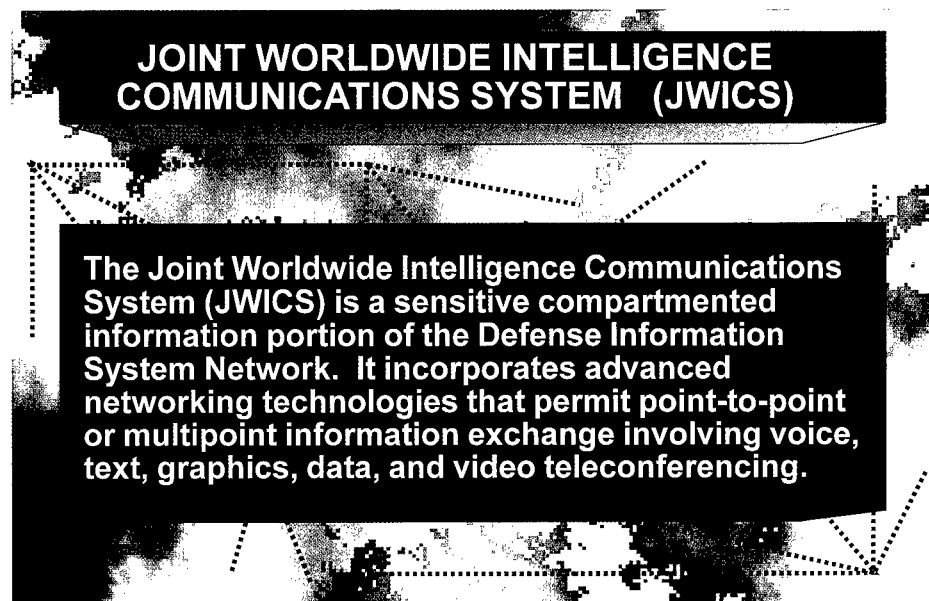 JOINT WORLDWIDE INTELLIGENCE
COMMUNICATIONS SYSTEM (JWICS)
The Joint Worldwide Intelligence Communications
System (JWICS) is a sensitive compartmented
information portion of the Defense Information
System Network. It incorporates advanced
networking technologies that permit point-to-point
or multipoint information exchange involving voice,
text, graphics, data, and video teleconferencing.